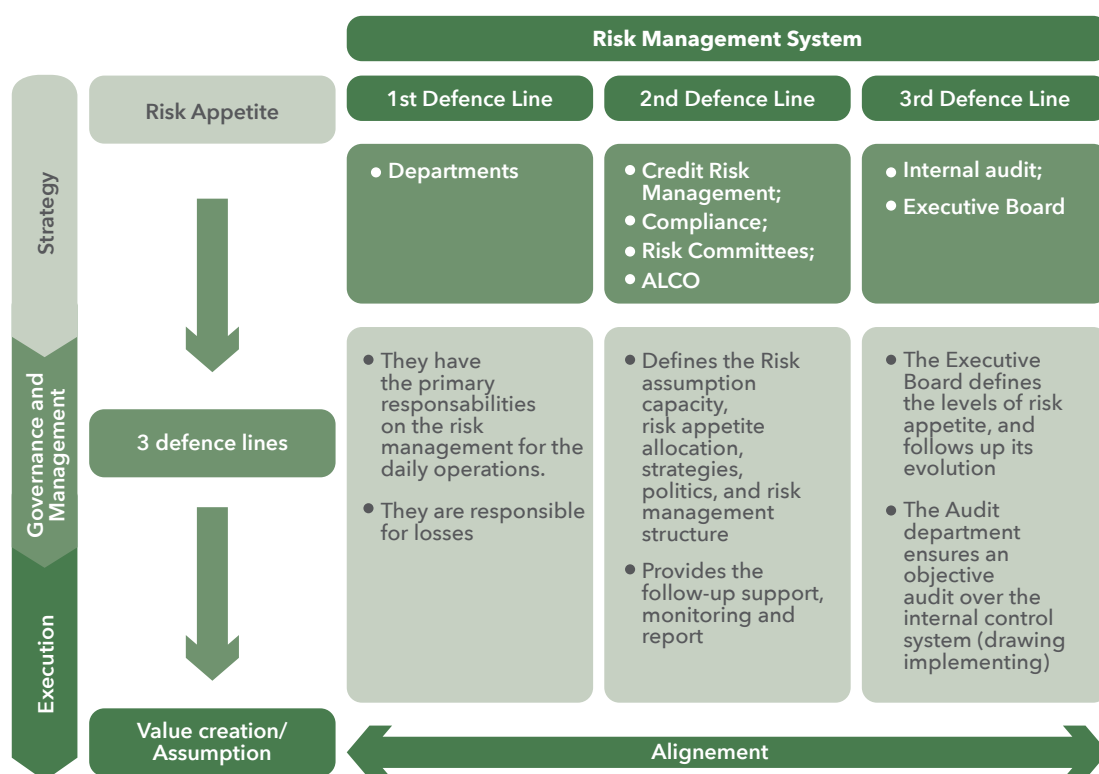 Risk Management System
Strategy
Governance and
Management
Execution
Risk Appetite
3 defence lines
Value creation/
Assumption
1st Defence Line
• Departments
• They have
the primary
responsabilities
on the risk
management for the
daily operations.
• They are responsible
for losses
2nd Defence Line
• Credit Risk
Management;
• Compliance;
• Risk Committees;
• ALCO
• Defines the Risk
assumption
capacity,
risk appetite
allocation,
strategies,
politics, and risk
management
structure
• Provides the
follow-up support,
monitoring and
report
3rd Defence Line
• Internal audit;
• Executive Board
• The Executive
Board defines
the levels of risk
appetite, and
follows up its
evolution
• The Audit
department
ensures an
objective
audit over the
internal control
system (drawing
implementing)
Alignement